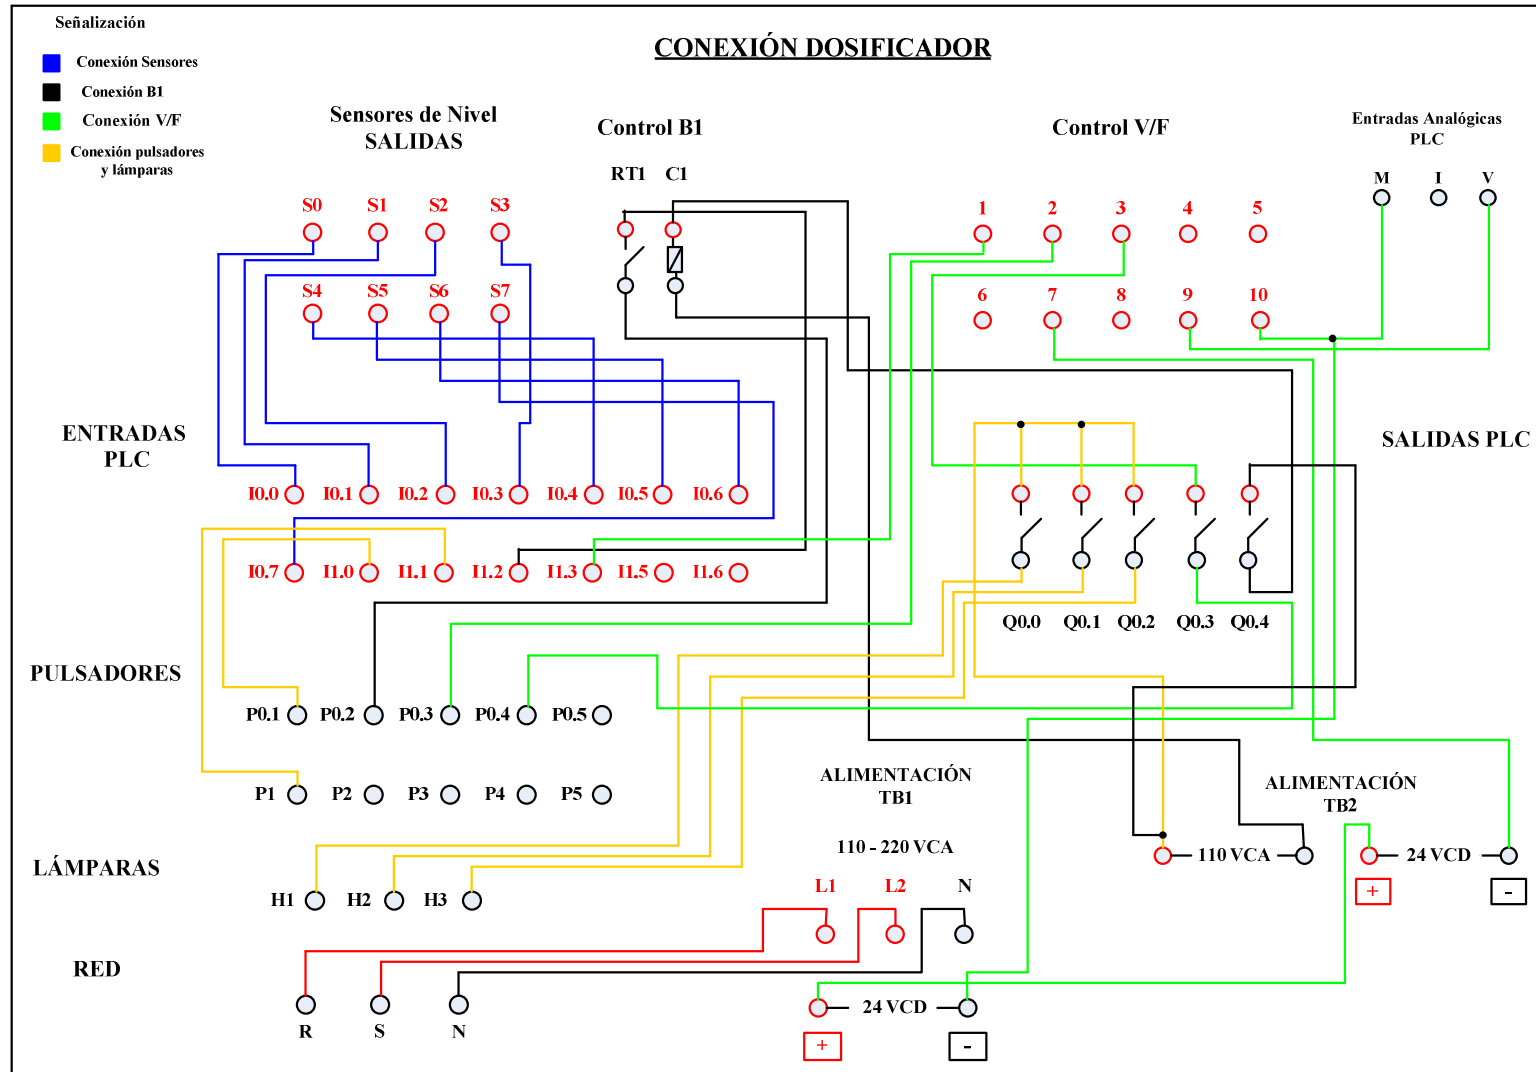 Señalización
CONEXIÓN DOSIFICADOR
Conexión Sensores
Conexión B1
Conexión V/F
Conexión pulsadores
y lámparas
Sensores de Nivel
SALIDAS
Control B1
Control V/F
Entradas Analógicas
PLC
RT1 C1
M I V
S0 S1 S2 S3
1 2 3 4 5
S4 S5 S6 S7
6 7 8 9 10
ENTRADAS
PLC
SALIDAS PLC
I0.0 I0.1 I0.2 I0.3 I0.4 I0.5 I0.6
I0.7 I1.0 I1.1 I1.2 I1.3 I1.5 I1.6
Q0.0 Q0.1 Q0.2 Q0.3 Q0.4
PULSADORES
P0.1 P0.2 P0.3 P0.4 P0.5
P1 P2 P3 P4 P5
ALIMENTACIÓN
TB1
ALIMENTACIÓN
TB2
110 - 220 VCA
110 VCA
24 VCD
+ -
LÁMPARAS
H1 H2 H3
L1 L2 N
RED
R S N
24 VCD
+ -